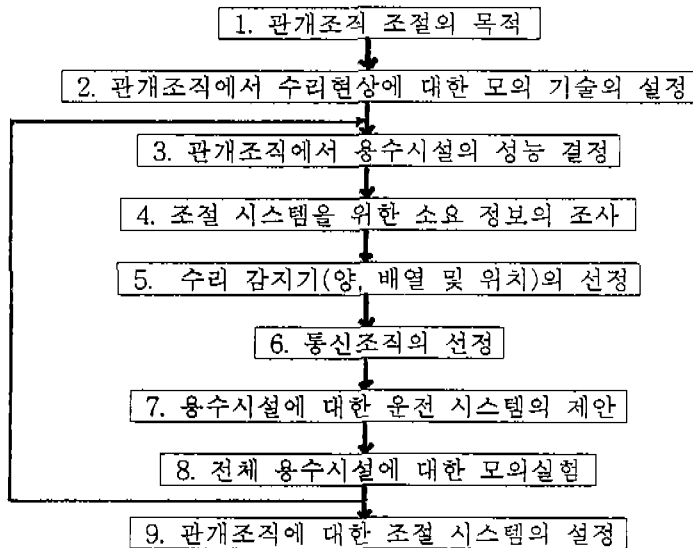 1. 관개조직 조절의 목적
2. 관개조직에서 수리현상에 대한 모의 기술의 설정
3. 관개조직에서 용수시설의 성능 결정
4. 조절 시스템을 위한 소요 정보의 조사
5. 수리 감지기(양, 배열 및 위치)의 선정
6. 통신조직의 선정
7. 용수시설에 대한 운전 시스템의 제안
8. 전체 용수시설에 대한 모의실험
9. 관개조직에 대한 조절 시스템의 설정